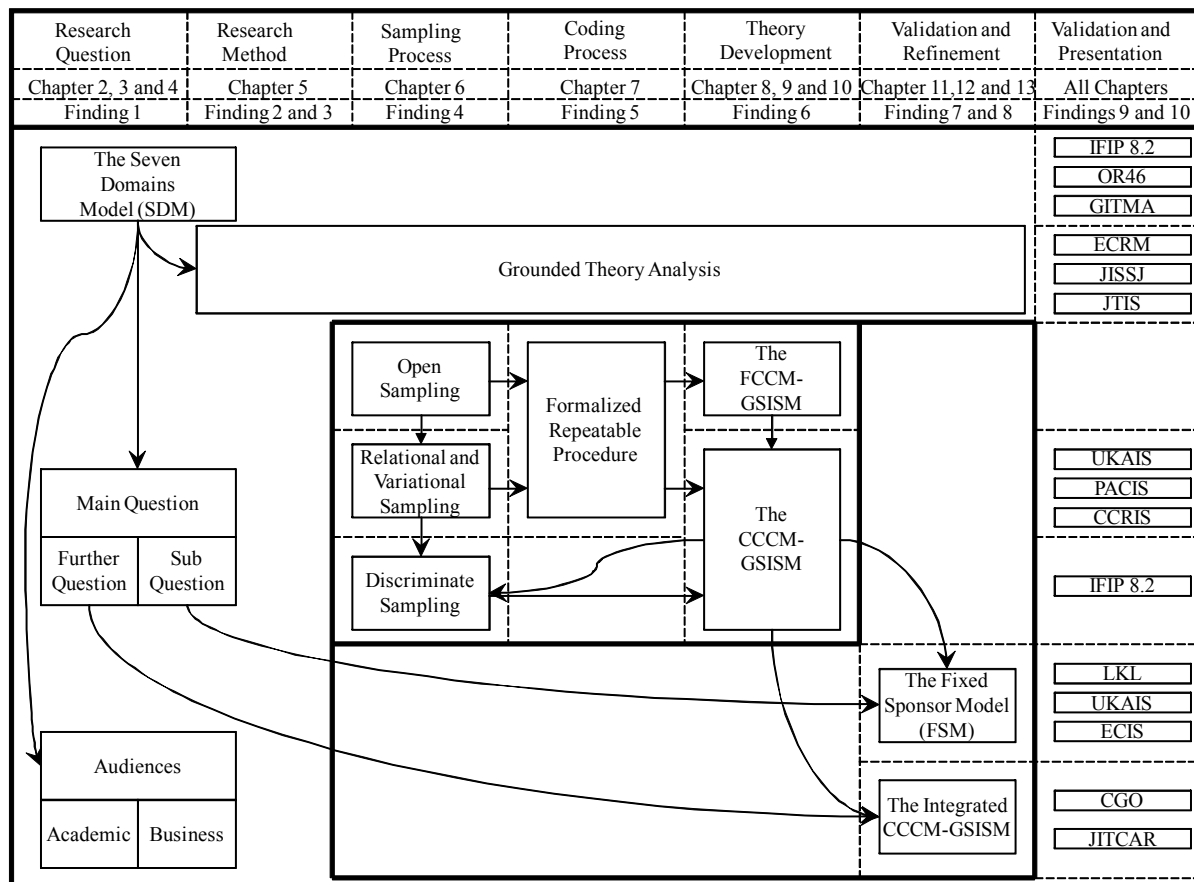 Research
Question
Research
Method
Sampling
Process
Coding
Process
Theory
Development
Validation and
Refinement
Validation and
Presentation
Chapter 2, 3 and 4
Chapter 5
Chapter 6
Chapter 7
Chapter 8, 9 and 10
Chapter 11,12 and 13
All Chapters
Finding 1
Finding 2 and 3
Finding 4
Finding 5
Finding 6
Finding 7 and 8
Findings 9 and 10
The Seven
Domains
Model (SDM)
IFIP 8.2
OR46
GITMA
Grounded Theory Analysis
ECRM
JISSJ
JTIS
Open
Sampling
Formalized
Repeatable
Procedure
The
FCCM-
GSISM
Relational and
Variational
Sampling
The
CCCM-
GSISM
UKAIS
PACIS
CCRIS
Main Question
Further
Question
Sub
Question
Discriminate
Sampling
IFIP 8.2
The Fixed
Sponsor Model
(FSM)
LKL
UKAIS
ECIS
Audiences
Academic
Business
The Integrated
CCCM-GSISM
CGO
JITCAR